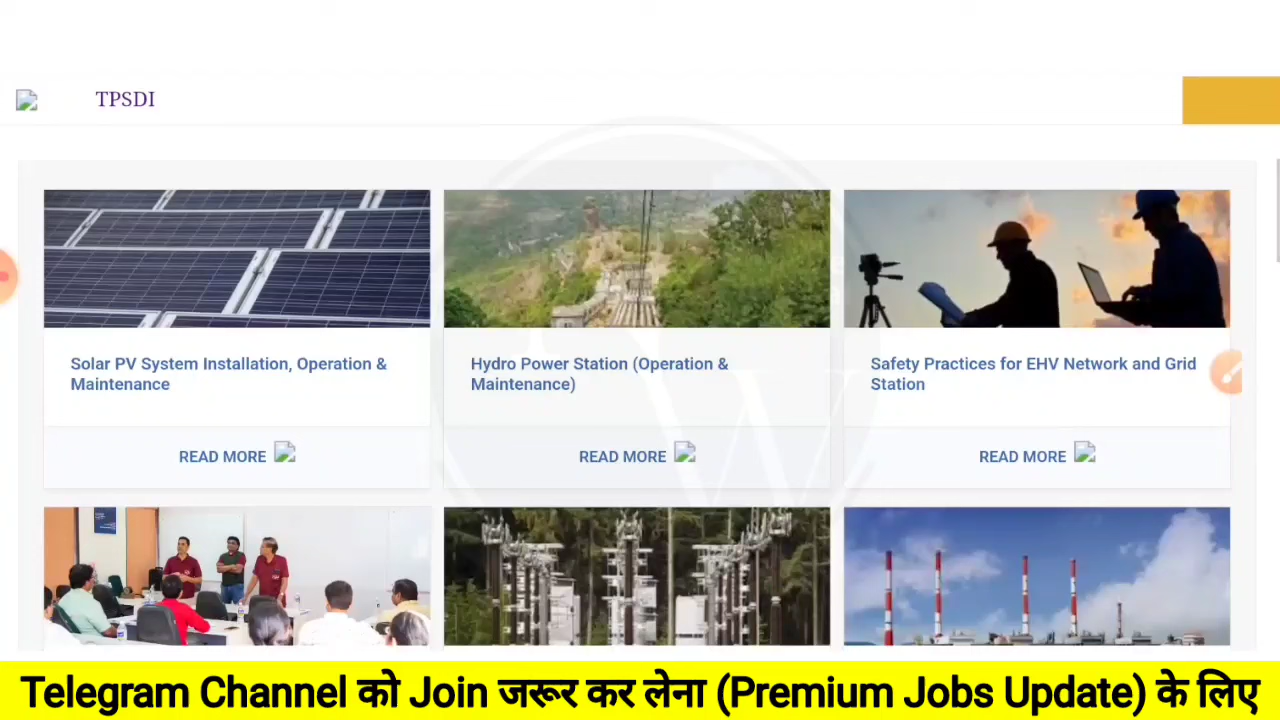 TPSDI
Solar PV System Installation, Operation &
Maintenance
Hydro Power Station (Operation &
Maintenance)
Safety Practices for EHV Network and Grid
Station
READ MORE
READ MORE
READ MORE
Telegram Channel को Join जरूर कर लेना (Premium Jobs Update) के लिए